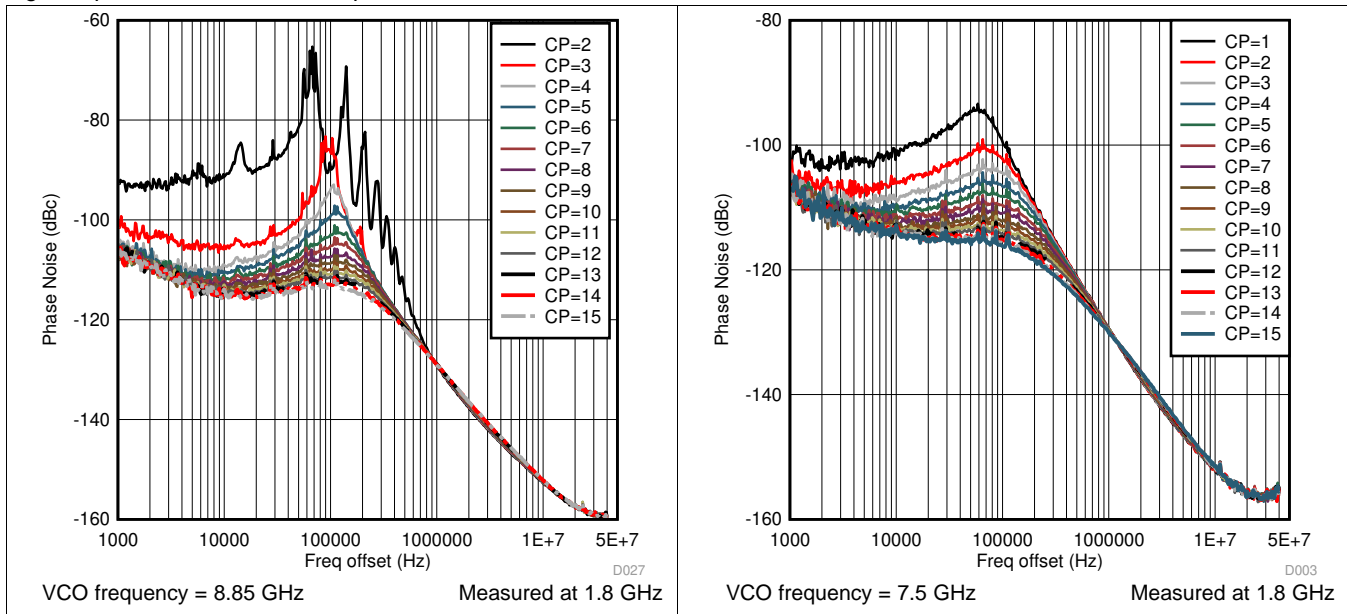 -60
-80
-100
-120
-140
-160
Phase Noise (dBc)
CP=2
CP=3
CP=4
CP=5
CP=6
CP=7
CP=8
CP=9
CP=10
CP=11
CP=12
CP=13
CP=14
CP=15
1000 10000 100000 1000000 1E+7 5E+7
Freq offset (Hz)
D027
VCO frequency = 8.85 GHz Measured at 1.8 GHz
-80
-100
-120
-140
-160
Phase Noise (dBc)
CP=1
CP=2
CP=3
CP=4
CP=5
CP=6
CP=7
CP=8
CP=9
CP=10
CP=11
CP=12
CP=13
CP=14
CP=15
1000 10000 100000 1000000 1E+7 5E+7
Freq offset (Hz)
D003
VCO frequency = 7.5 GHz Measured at 1.8 GHz